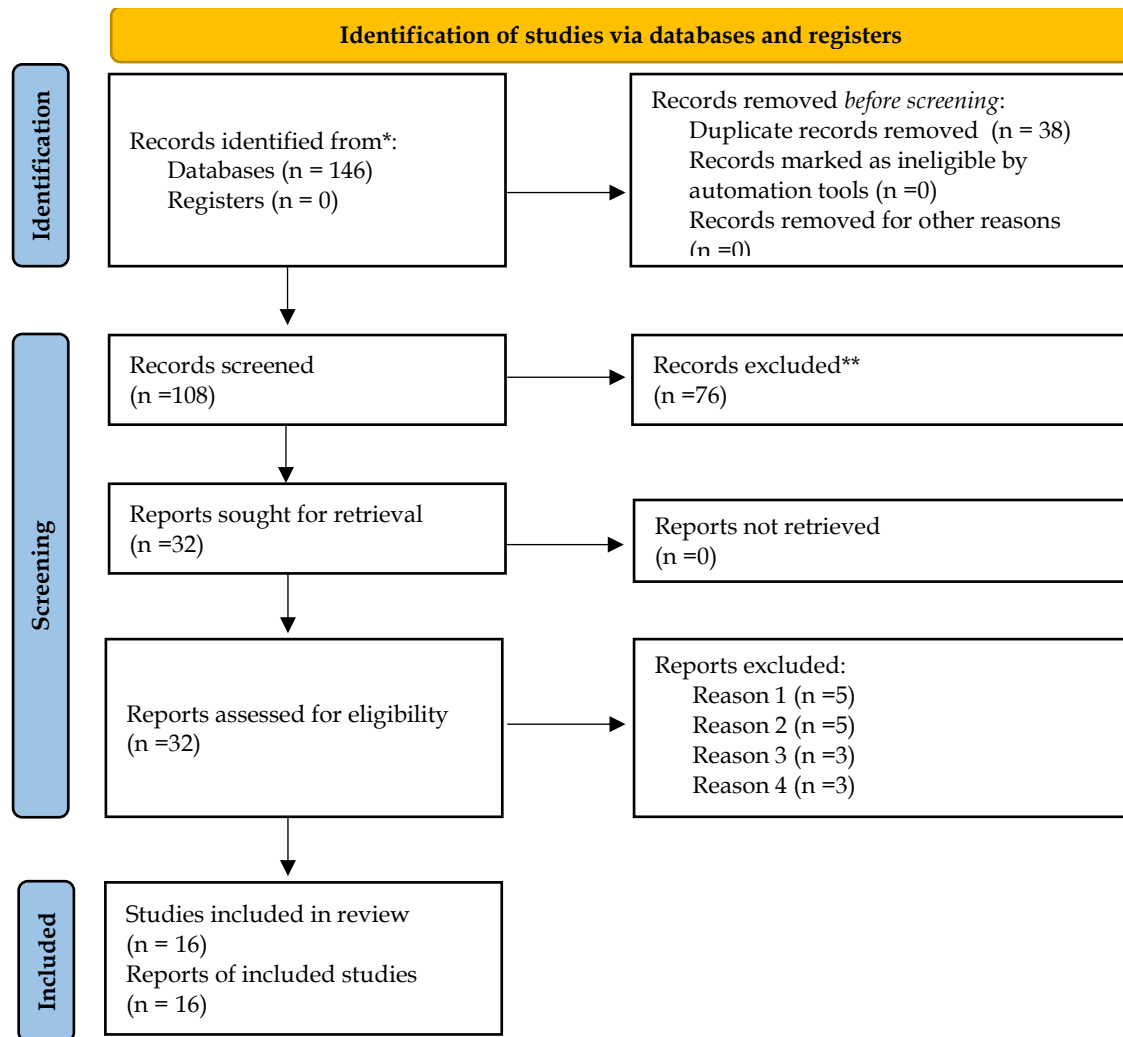 Identification of studies via databases and registers
Identification
Records identified from*:
Databases (n = 146)
Registers (n = 0)
Records removed before screening:
Duplicate records removed  (n = 38)
Records marked as ineligible by
automation tools (n =0)
Records removed for other reasons
(n =0)
Screening
Records screened
(n =108)
Records excluded**
(n =76)
Reports sought for retrieval
(n =32)
Reports not retrieved
(n =0)
Reports assessed for eligibility
(n =32)
Reports excluded:
Reason 1 (n =5)
Reason 2 (n =5)
Reason 3 (n =3)
Reason 4 (n =3)
Included
Studies included in review
(n = 16)
Reports of included studies
(n = 16)